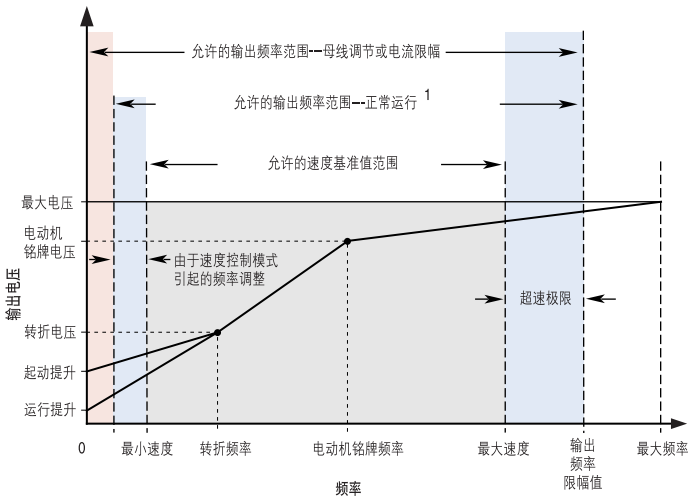 允许的输出频率范围--母线调节或电流限幅
允许的输出频率范围--正常运行 1
允许的速度基准值范围
最大电压
电动机
铭牌电压
由于速度控制模式
引起的频率调整
输出电压
超速极限
转折电压
起动提升
运行提升
0
最小速度
转折频率
电动机铭牌频率
最大速度
输出
频率
限幅值
最大频率
频率